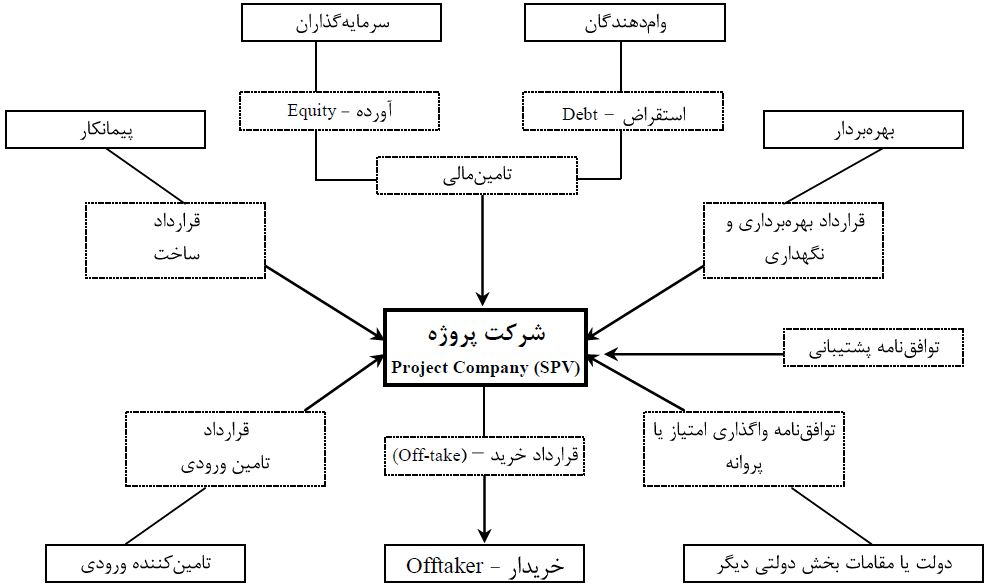 وام‌دهندگان
سرمایه‌گذاران
استقراض – Debt
آورده – Equity
بهره‌بردار
پیمانکار
تامین‌مالی
قرارداد بهره‌برداری و
نگهداری
قرارداد
ساخت
شرکت پروژه
Project Company (SPV)
توافق‌نامه پشتیبانی
توافق‌نامه واگذاری امتیاز یا
پروانه
قرارداد خرید – (Off-take)
قرارداد
تامین ورودی
دولت یا مقامات بخش دولتی دیگر
خریدار – Offtaker
تامین‌کننده ورودی